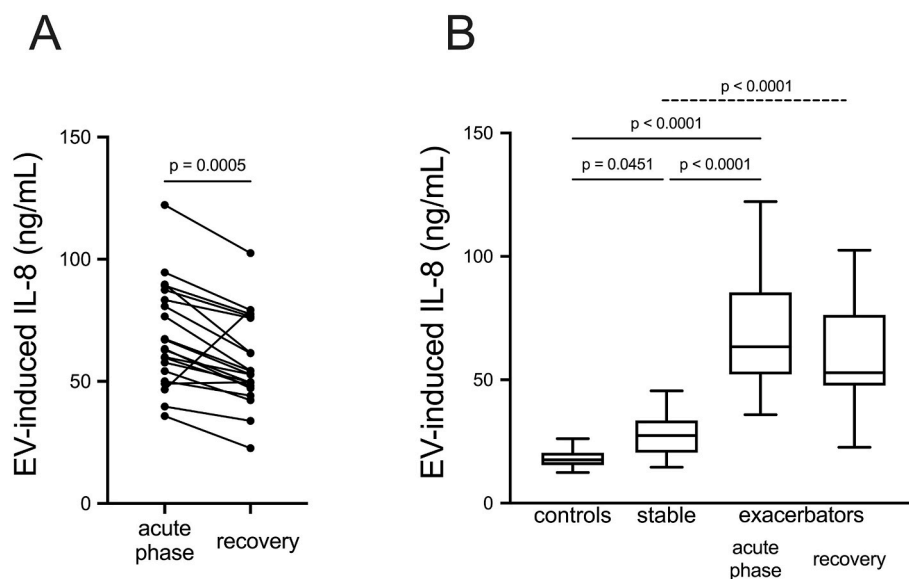 A
EV-induced IL-8 (ng/mL)
150
100
50
0
p = 0.0005
acute
phase
recovery
B
EV-induced IL-8 (ng/mL)
150
100
50
0
p < 0.0001
p < 0.0001
p = 0.0451
p < 0.0001
controls
stable
exacerbators
acute
phase
recovery